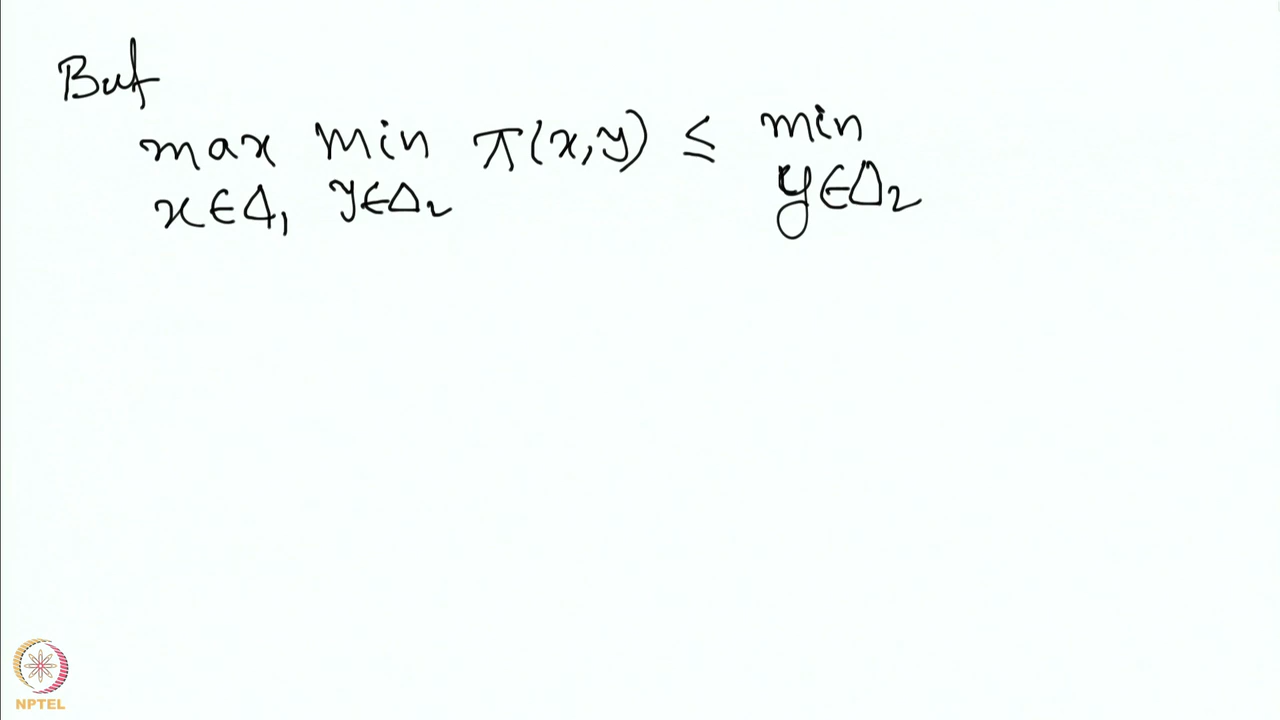 But
max min π(x,y) ≤ min
x∈Δ₁ y∈Δ₂ y∈Δ₂
NPTEL